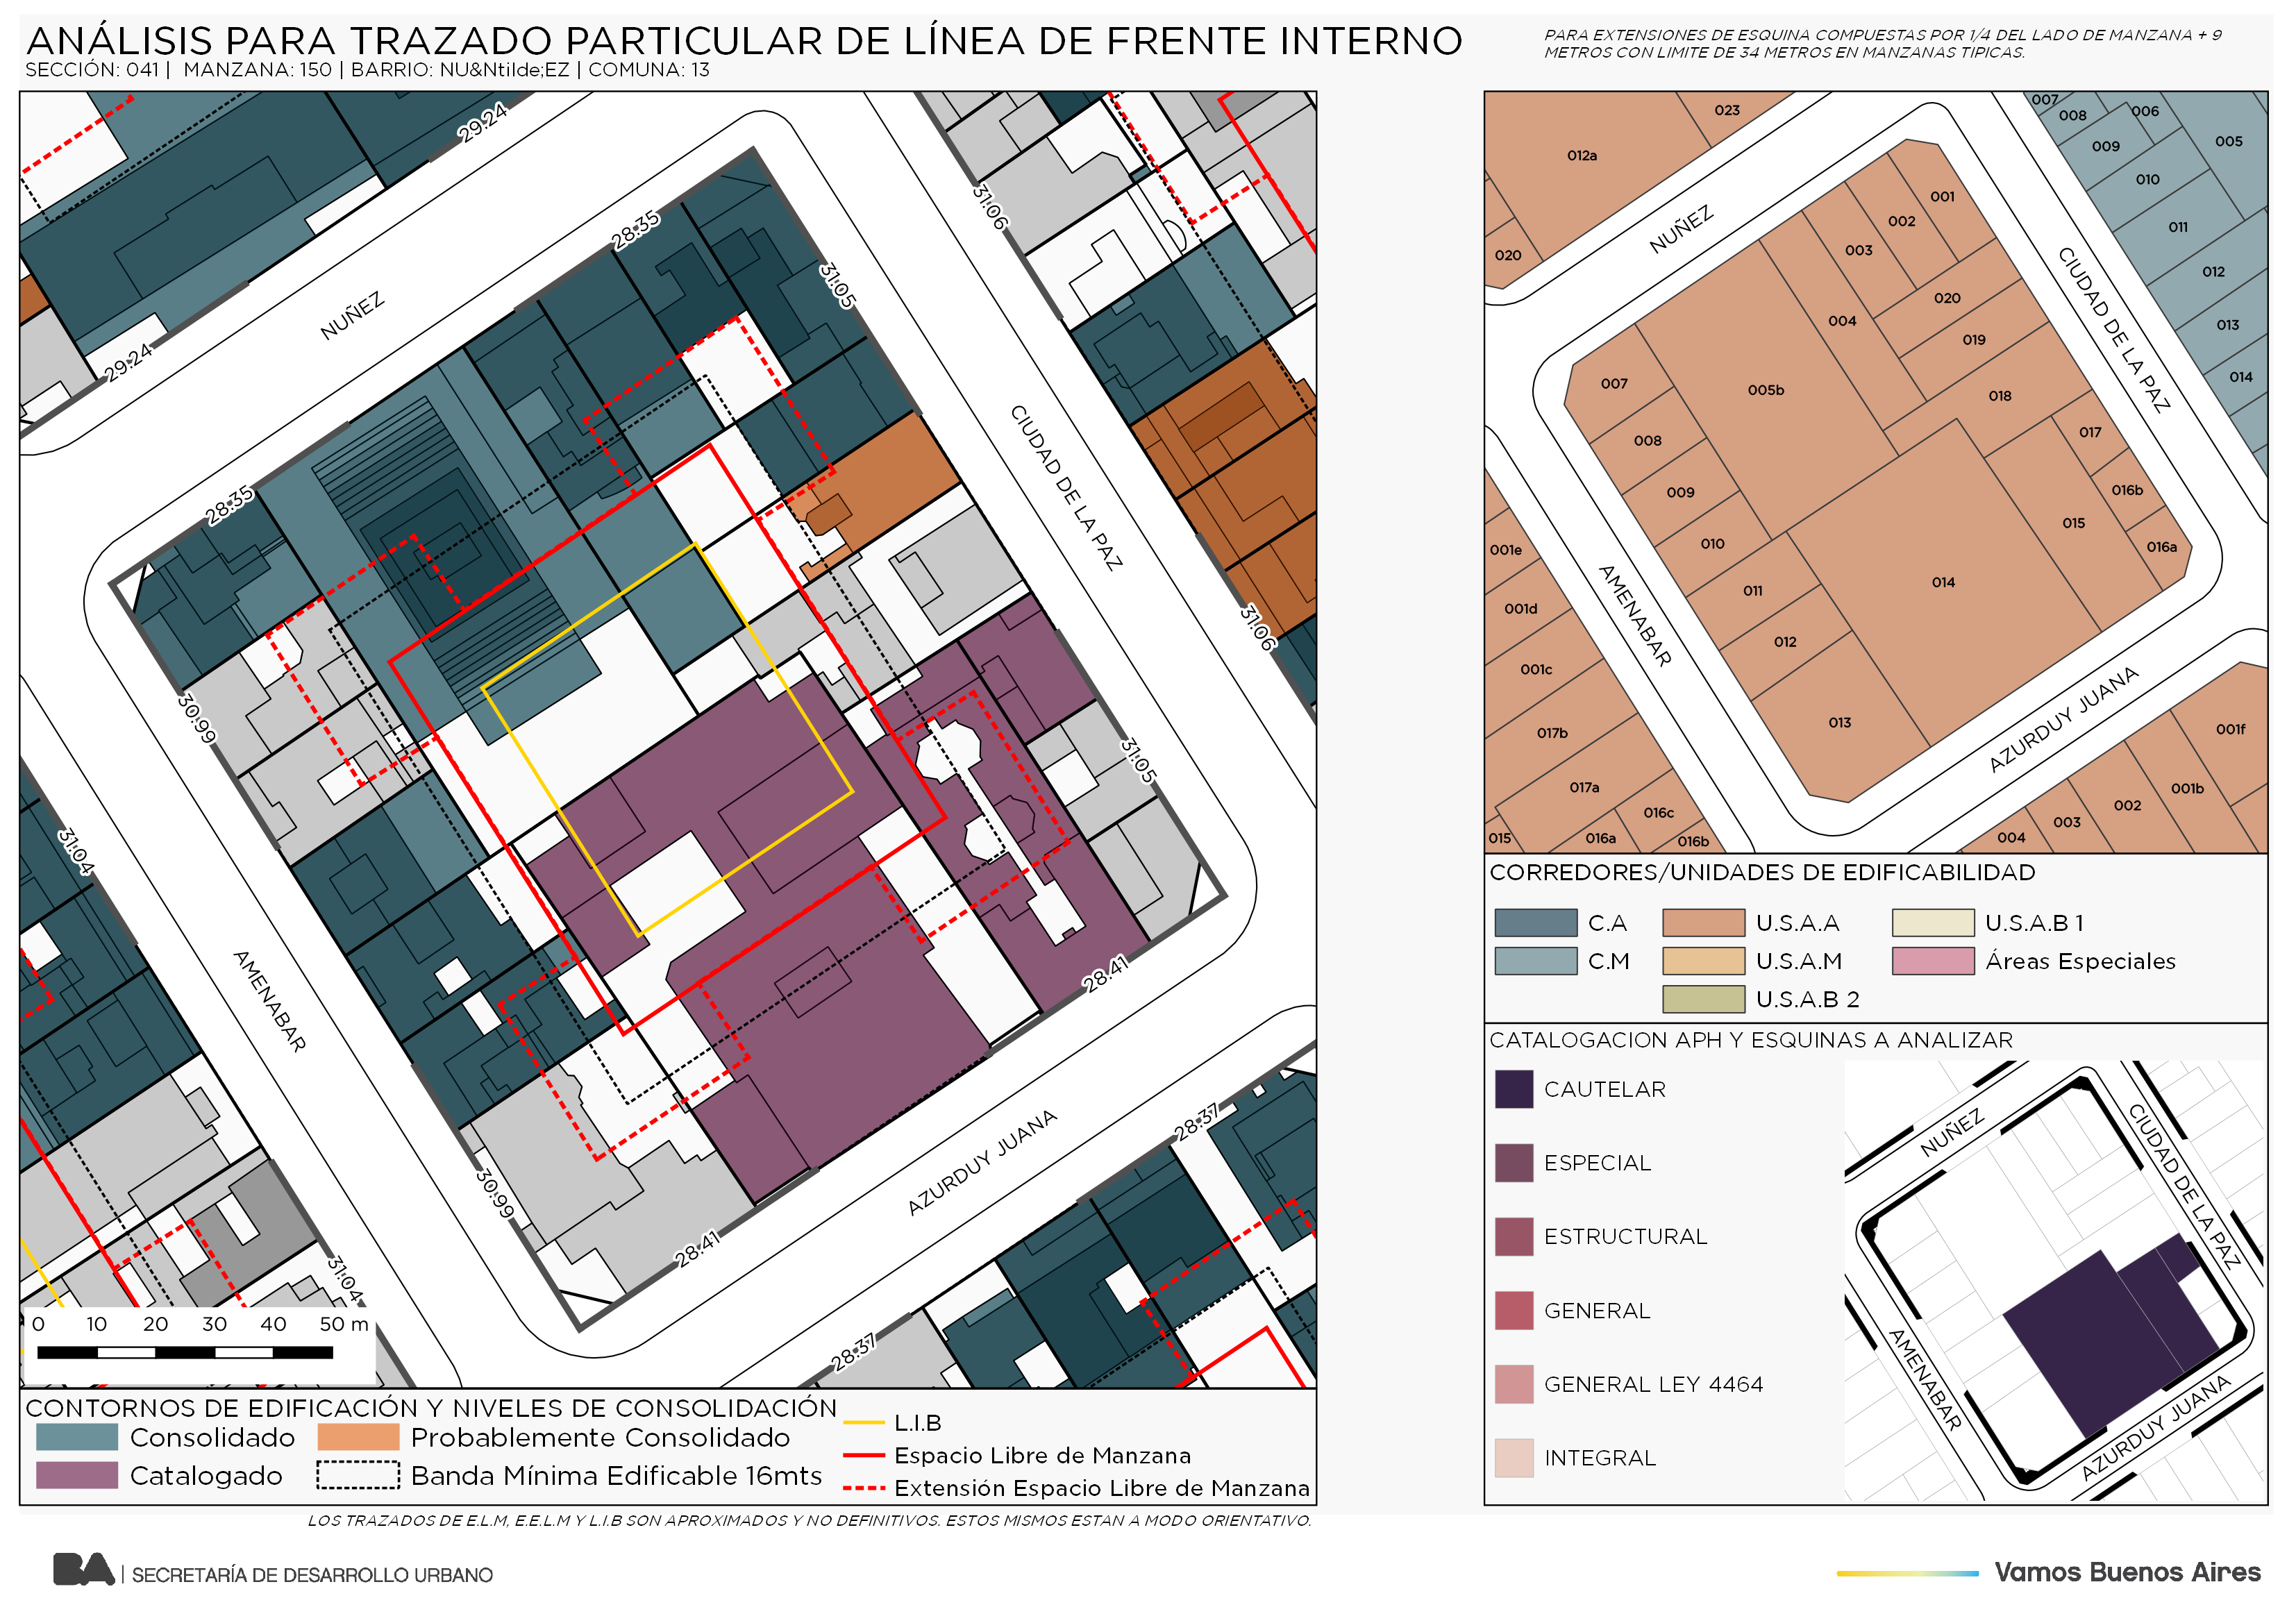 ANÁLISIS PARA TRAZADO PARTICULAR DE LÍNEA DE FRENTE INTERNO
SECCIÓN: 041 | MANZANA: 150 | BARRIO: NU&Ntilde;EZ | COMUNA: 13
PARA EXTENSIONES DE ESQUINA COMPUESTAS POR 1/4 DEL LADO DE MANZANA + 9
METROS CON LIMITE DE 34 METROS EN MANZANAS TIPICAS.
29.24
29.24
NUÑEZ
28.35
28.35
31.05
31.06
CIUDAD DE LA PAZ
31.06
30.99
31.04
AMENABAR
31.05
28.41
30.99
28.41
AZURDUY JUANA
28.37
28.37
31.04
0 10 20 30 40 50 m
CONTORNOS DE EDIFICACIÓN Y NIVELES DE CONSOLIDACIÓN
Consolidado
Probablemente Consolidado
Catalogado
Banda Mínima Edificable 16mts
L.I.B
Espacio Libre de Manzana
Extensión Espacio Libre de Manzana
LOS TRAZADOS DE E.L.M, E.E.L.M Y L.I.B SON APROXIMADOS Y NO DEFINITIVOS. ESTOS MISMOS ESTAN A MODO ORIENTATIVO.
012a
023
020
NUÑEZ
007
008
006
009
005
010
011
012
013
014
CIUDAD DE LA PAZ
001
002
003
004
020
019
018
005b
007
008
009
010
011
012
013
014
015
017
016b
016a
AMENABAR
AZURDUY JUANA
001e
001d
001c
017b
017a
016c
015
016a
016b
001f
001b
002
003
004
CORREDORES/UNIDADES DE EDIFICABILIDAD
C.A
U.S.A.A
U.S.A.B 1
C.M
U.S.A.M
Áreas Especiales
U.S.A.B 2
CATALOGACION APH Y ESQUINAS A ANALIZAR
CAUTELAR
ESPECIAL
ESTRUCTURAL
GENERAL
GENERAL LEY 4464
INTEGRAL
NUÑEZ
CIUDAD DE LA PAZ
AMENABAR
AZURDUY JUANA
BA | SECRETARÍA DE DESARROLLO URBANO
Vamos Buenos Aires